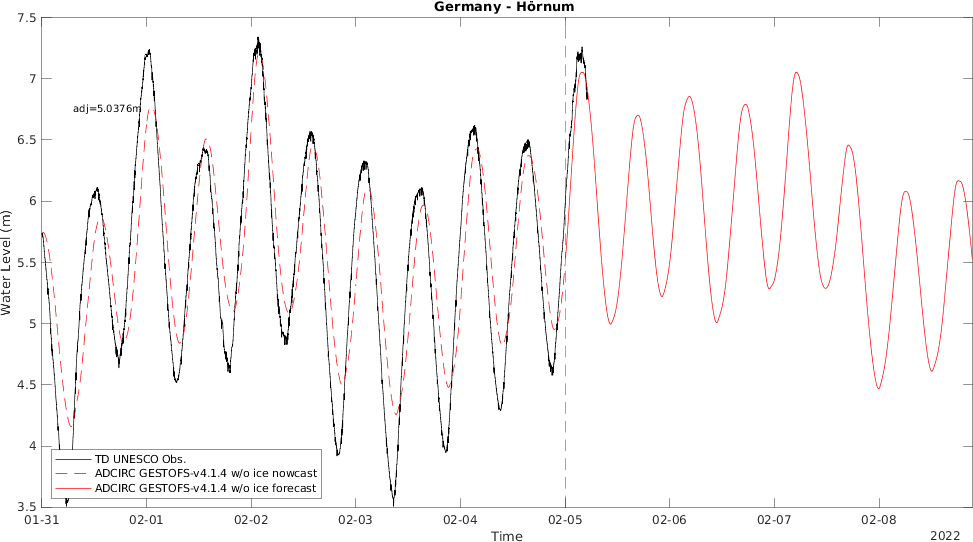 Germany - Hörnum
7.5
7
6.5
6
5.5
5
4.5
4
3.5
Water Level (m)
adj=5.0376m
TD UNESCO Obs.
ADCIRC GESTOFS-v4.1.4 w/o ice nowcast
ADCIRC GESTOFS-v4.1.4 w/o ice forecast
01-31 02-01 02-02 02-03 02-04 02-05 02-06 02-07 02-08
Time
2022